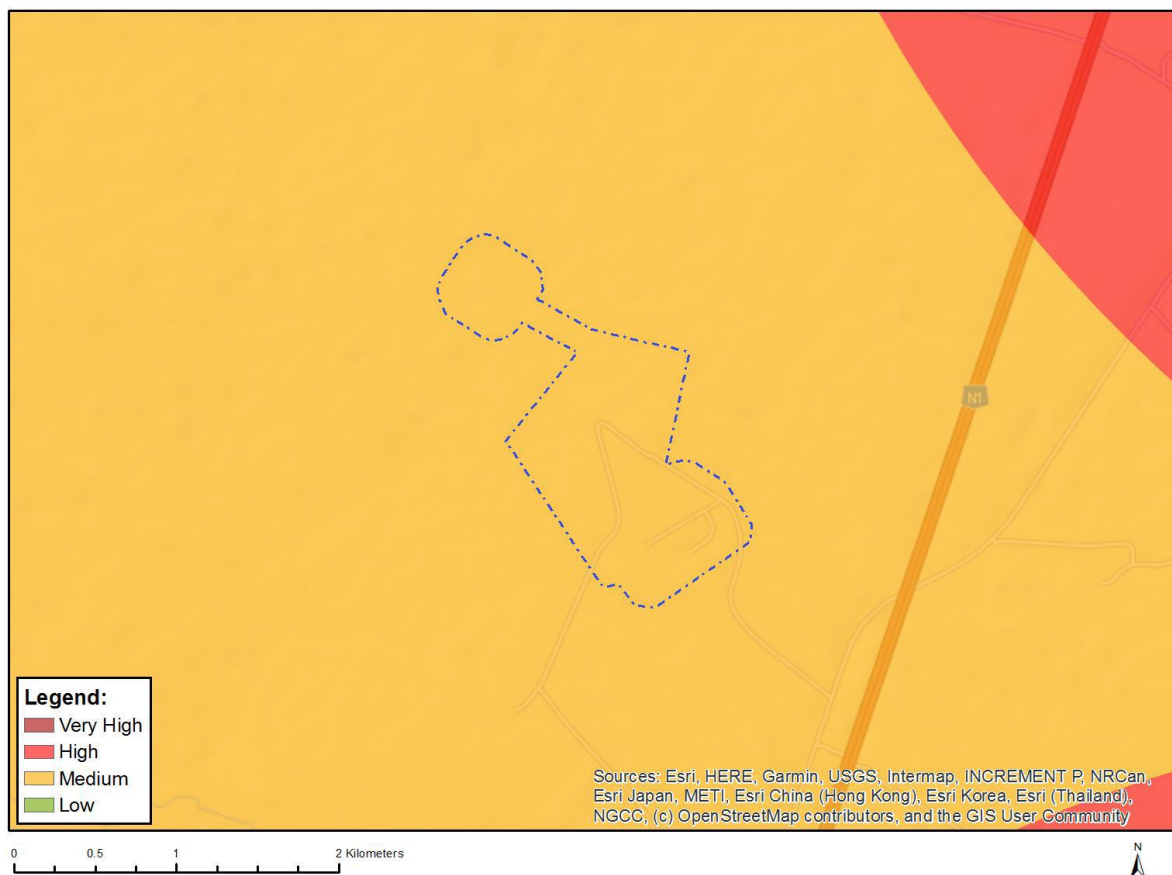 N1
Legend:
Very High
High
Medium
Low
Sources: Esri, HERE, Garmin, USGS, Intermap, INCREMENT P, NRCan,
Esri Japan, METI, Esri China (Hong Kong), Esri Korea, Esri (Thailand),
NGCC, (c) OpenStreetMap contributors, and the GIS User Community
0 0.5 1 2 Kilometers
N